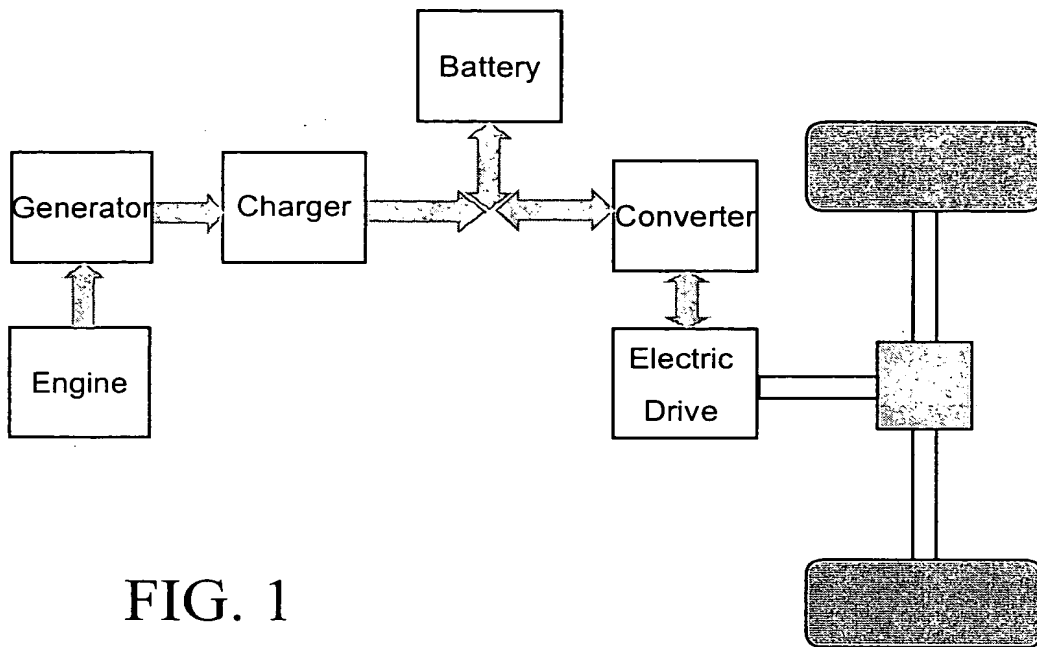 Battery
Generator
Charger
Converter
Engine
Electric
Drive
FIG. 1